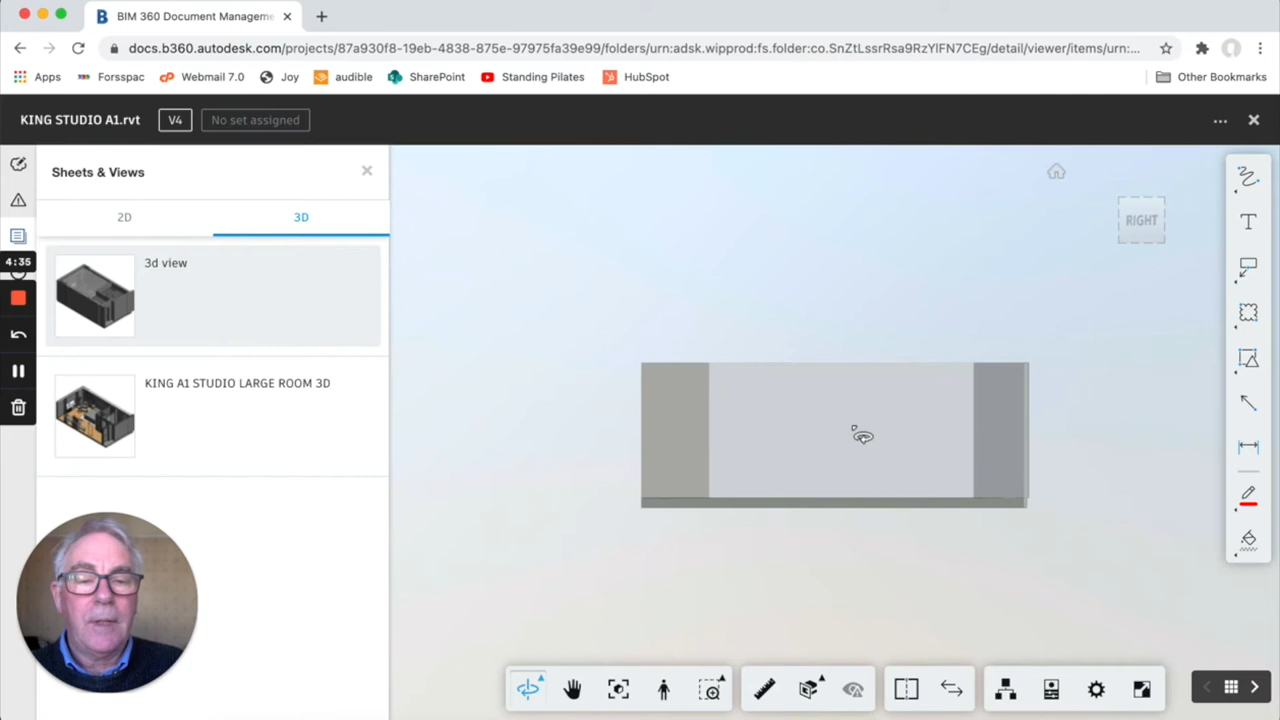 BIM 360 Document Manageme
docs.b360.autodesk.com/projects/87a930f8-19eb-4838-875e-97975fa39e99/folders/urn:adsk.wipprod:fs.folder:co.SnZtLssrRsa9RzYlFN7CEg/detail/viewer/items/urn:...
Apps Forsspac Webmail 7.0 Joy audible SharePoint Standing Pilates HubSpot Other Bookmarks
KING STUDIO A1.rvt V4 No set assigned
Sheets & Views
2D 3D
RIGHT
T
4:35
3d view
KING A1 STUDIO LARGE ROOM 3D